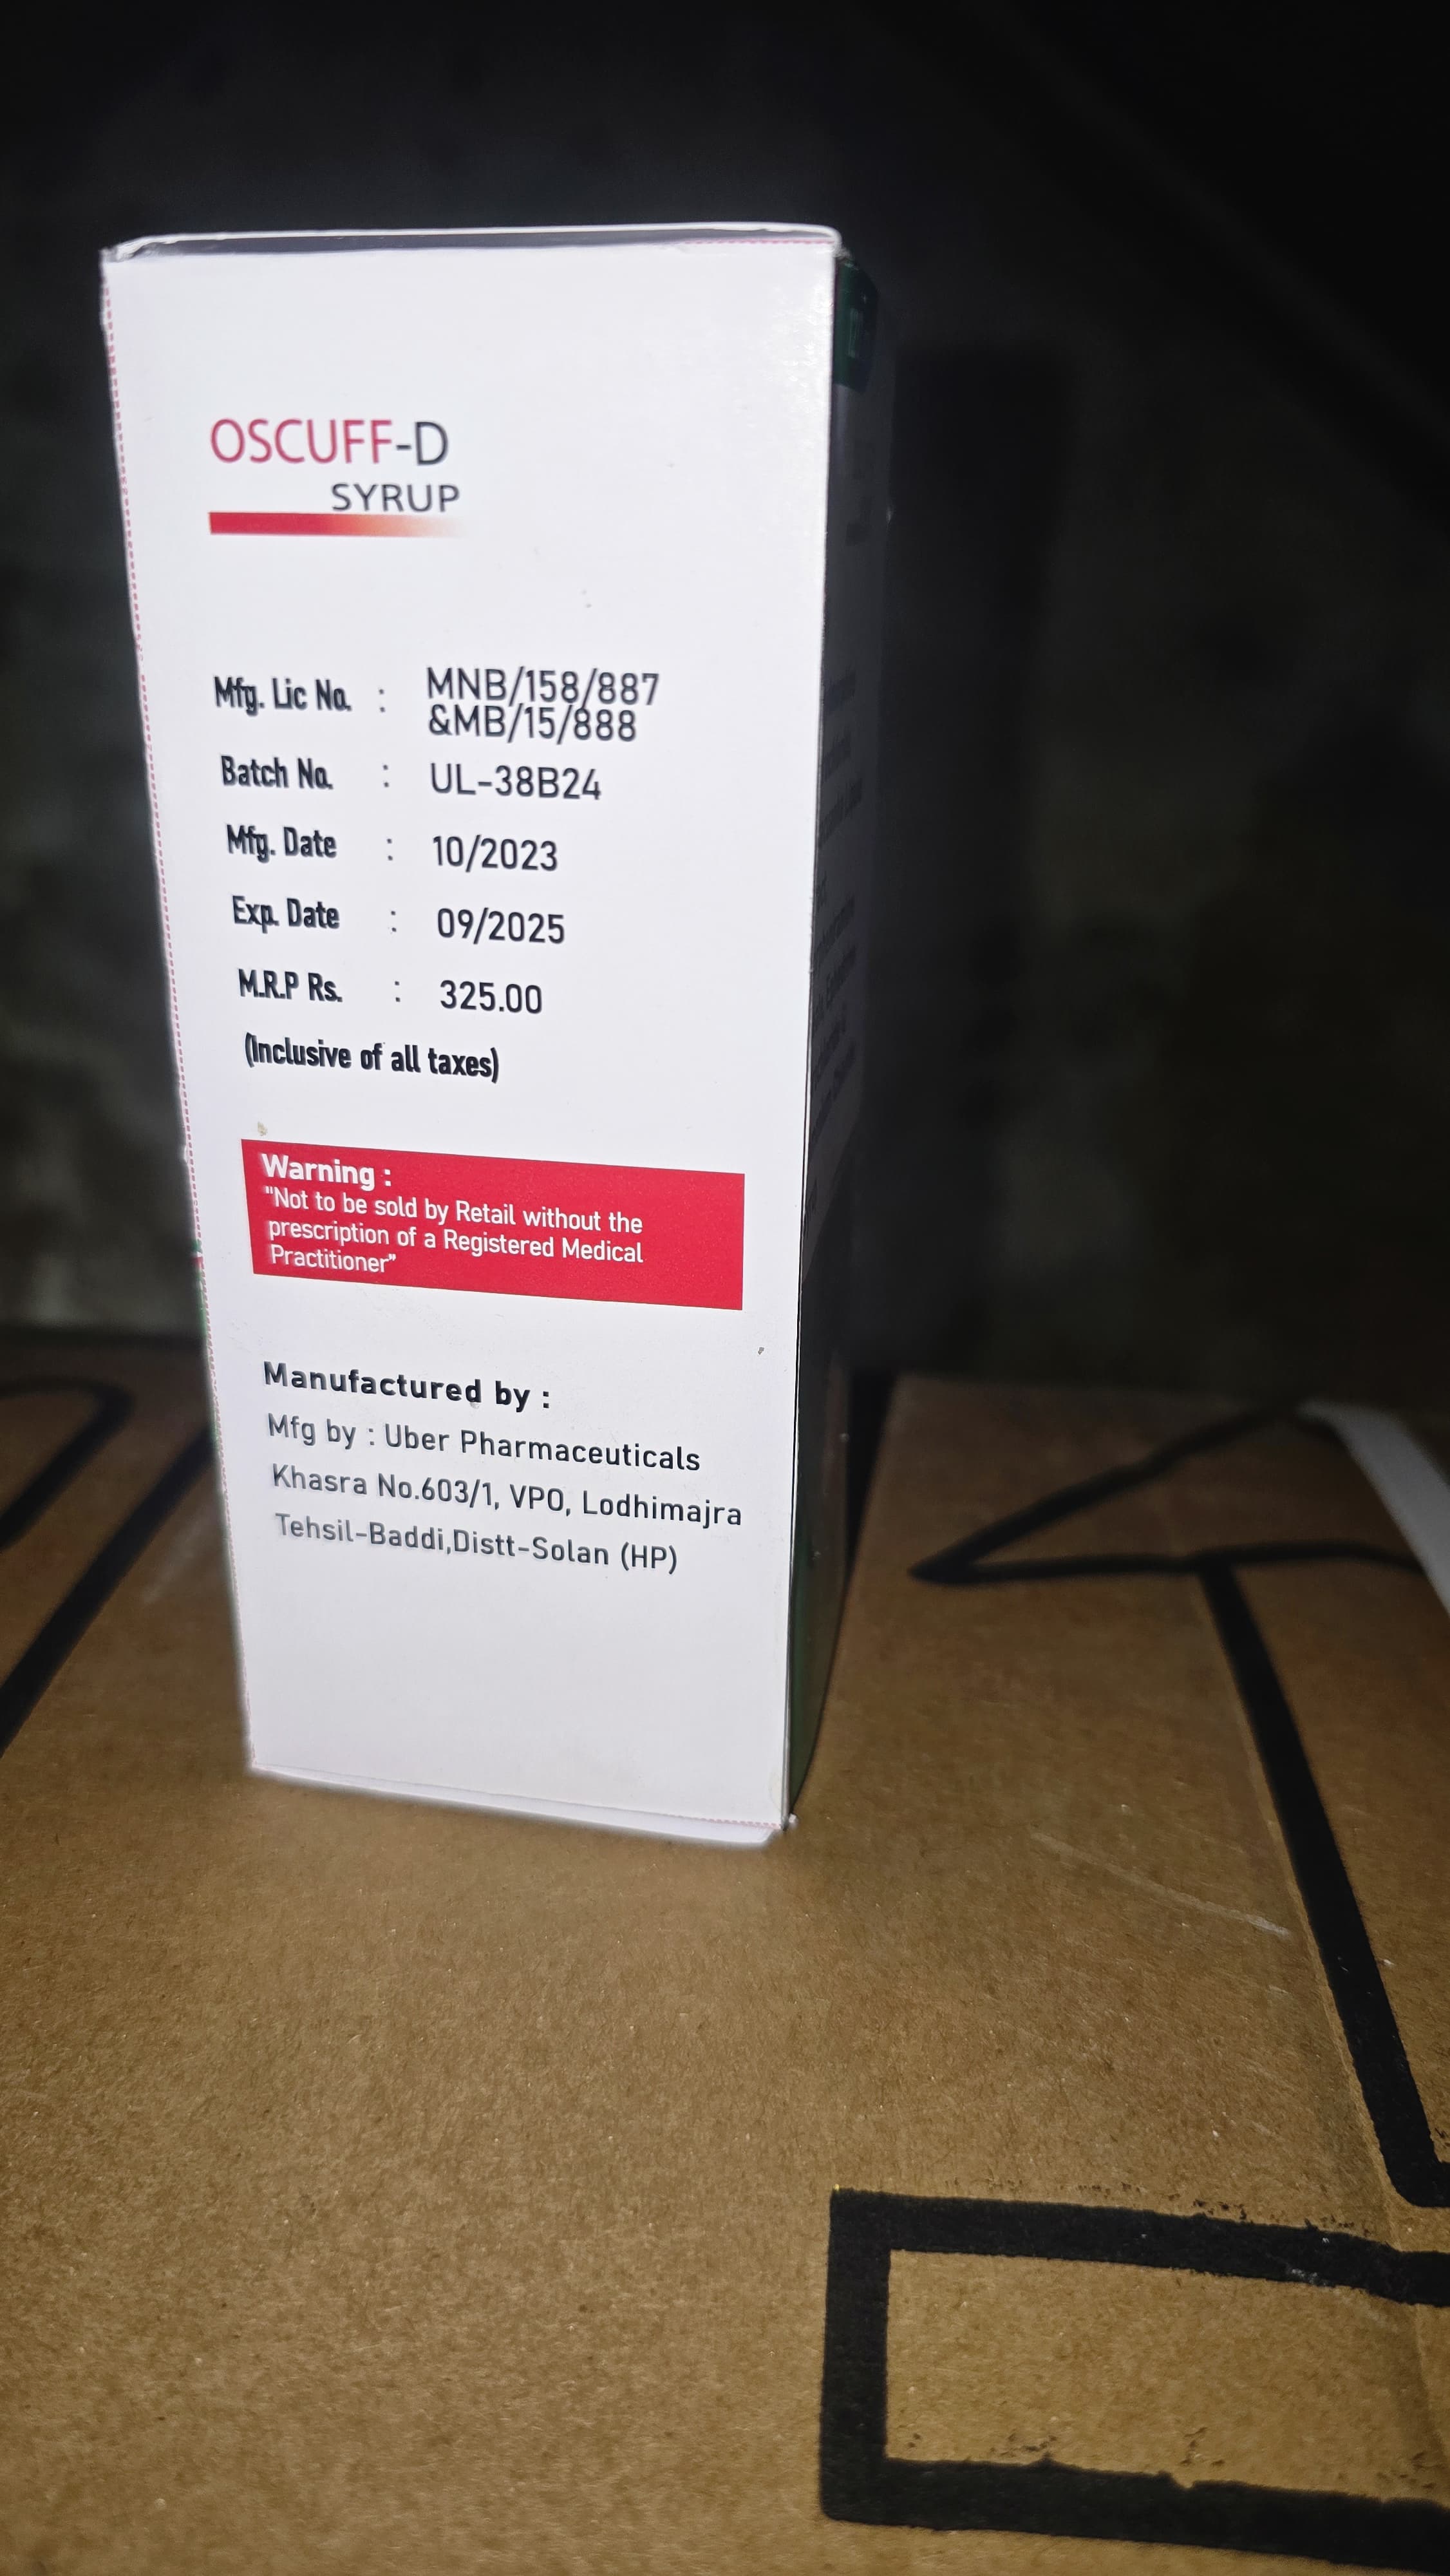 OSCUFF-D
SYRUP
Mfg. Lic No. : MNB/158/887
&MB/15/888
Batch No. : UL-38B24
Mfg. Date : 10/2023
Exp. Date : 09/2025
M.R.P Rs. : 325.00
(Inclusive of all taxes)
Warning :
"Not to be sold by Retail without the
prescription of a Registered Medical
Practitioner"
Manufactured by :
Mfg by : Uber Pharmaceuticals
Khasra No.603/1, VPO, Lodhimajra
Tehsil-Baddi,Distt-Solan (HP)